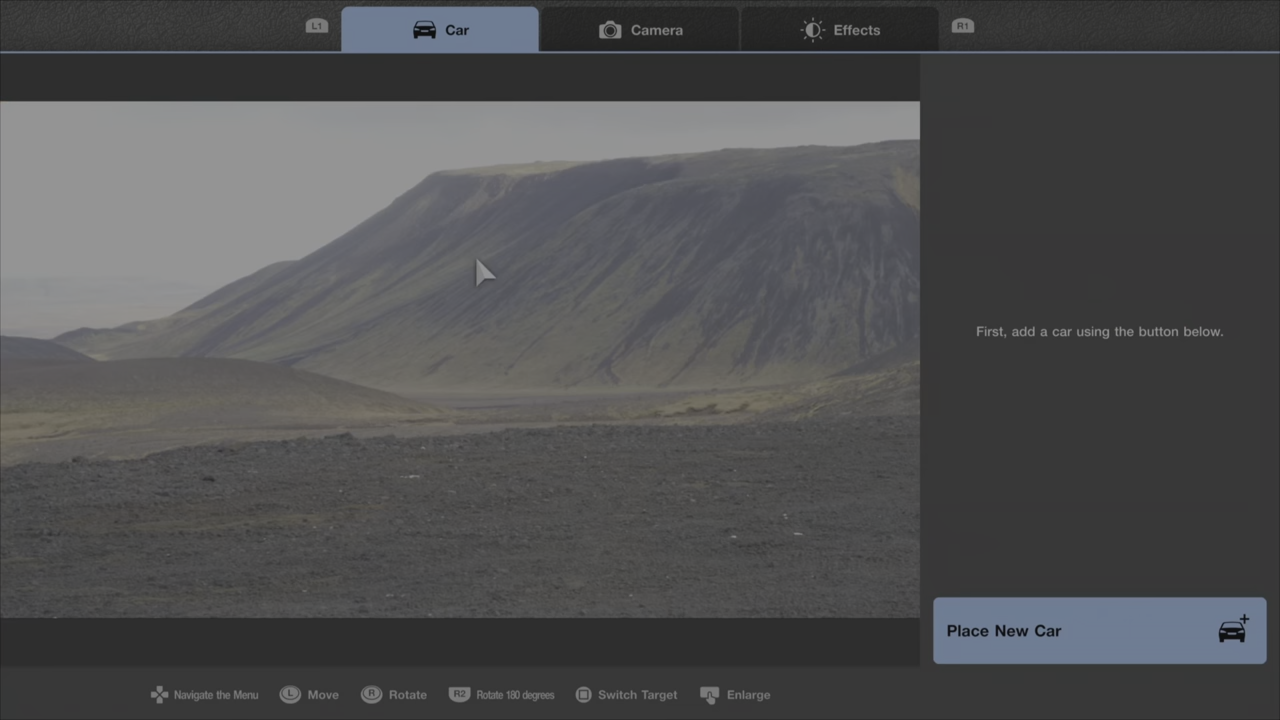 L1
Car
Camera
Effects
R1
First, add a car using the button below.
Place New Car
Navigate the Menu
L Move
R Rotate
R2 Rotate 180 degrees
Switch Target
Enlarge